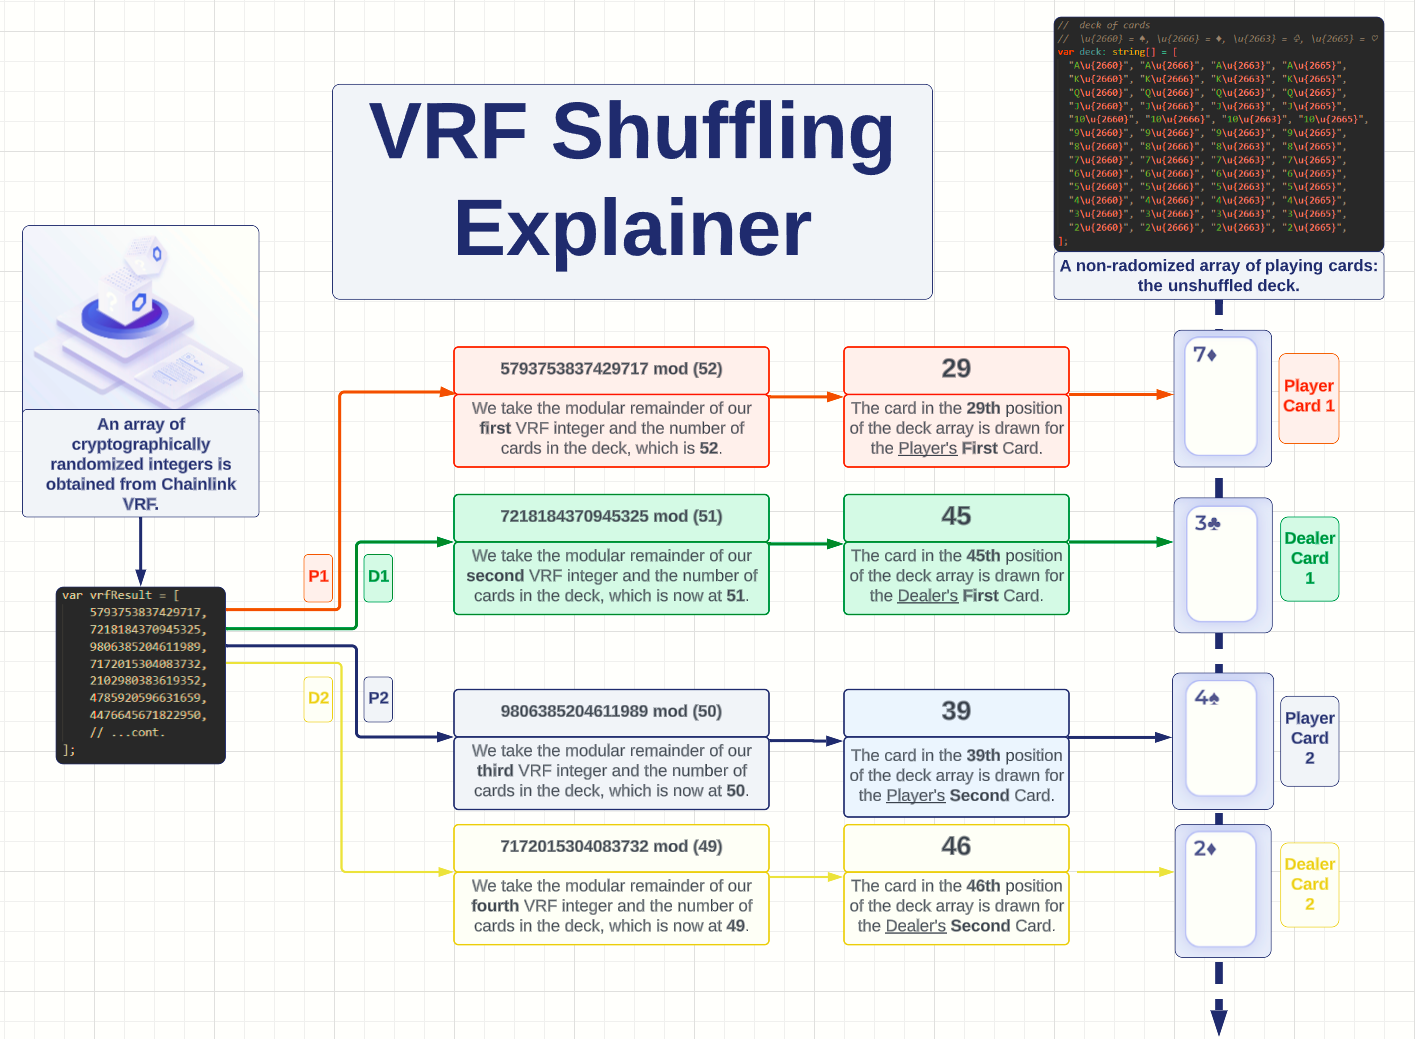 VRF Shuffling
Explainer
// deck of cards
// \u{2660} = ♠, \u{2666} = ♦, \u{2663} = ♧, \u{2665} = ♡
var deck: string[] = [
"A\u{2660}", "A\u{2666}", "A\u{2663}", "A\u{2665}",
"K\u{2660}", "K\u{2666}", "K\u{2663}", "K\u{2665}",
"Q\u{2660}", "Q\u{2666}", "Q\u{2663}", "Q\u{2665}",
"J\u{2660}", "J\u{2666}", "J\u{2663}", "J\u{2665}",
"10\u{2660}", "10\u{2666}", "10\u{2663}", "10\u{2665}",
"9\u{2660}", "9\u{2666}", "9\u{2663}", "9\u{2665}",
"8\u{2660}", "8\u{2666}", "8\u{2663}", "8\u{2665}",
"7\u{2660}", "7\u{2666}", "7\u{2663}", "7\u{2665}",
"6\u{2660}", "6\u{2666}", "6\u{2663}", "6\u{2665}",
"5\u{2660}", "5\u{2666}", "5\u{2663}", "5\u{2665}",
"4\u{2660}", "4\u{2666}", "4\u{2663}", "4\u{2665}",
"3\u{2660}", "3\u{2666}", "3\u{2663}", "3\u{2665}",
"2\u{2660}", "2\u{2666}", "2\u{2663}", "2\u{2665}",
];
A non-radomized array of playing cards:
the unshuffled deck.
An array of
cryptographically
randomized integers is
obtained from Chainlink
VRF.
var vrfResult = [
5793753837429717,
7218184370945325,
9806385204611989,
7172015304083732,
2102980383619352,
4785920596631659,
4476645671822950,
// ...cont.
];
P1
D1
D2
P2
5793753837429717 mod (52)
We take the modular remainder of our
first VRF integer and the number of
cards in the deck, which is 52.
29
The card in the 29th position
of the deck array is drawn for
the Player's First Card.
7♦
Player
Card 1
7218184370945325 mod (51)
We take the modular remainder of our
second VRF integer and the number of
cards in the deck, which is now at 51.
45
The card in the 45th position
of the deck array is drawn for
the Dealer's First Card.
3♣
Dealer
Card
1
9806385204611989 mod (50)
We take the modular remainder of our
third VRF integer and the number of
cards in the deck, which is now at 50.
39
The card in the 39th position
of the deck array is drawn for
the Player's Second Card.
4♠
Player
Card
2
7172015304083732 mod (49)
We take the modular remainder of our
fourth VRF integer and the number of
cards in the deck, which is now at 49.
46
The card in the 46th position
of the deck array is drawn for
the Dealer's Second Card.
2♦
Dealer
Card
2